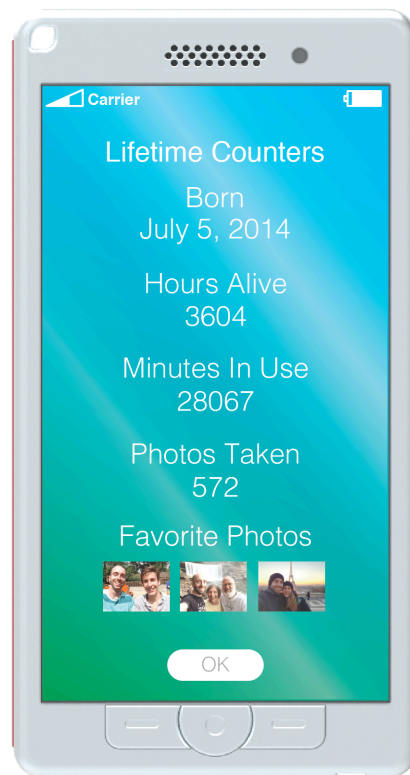 Carrier
Lifetime Counters
Born
July 5, 2014
Hours Alive
3604
Minutes In Use
28067
Photos Taken
572
Favorite Photos
OK